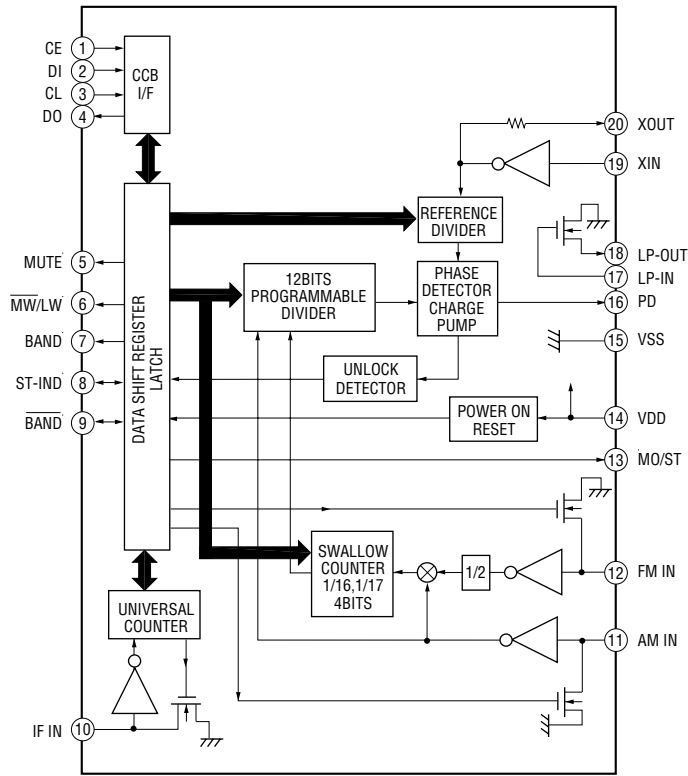 CE 1
DI 2
CL 3
DO 4
CCB
I/F
20 XOUT
19 XIN
REFERENCE
DIVIDER
18 LP-OUT
17 LP-IN
16 PD
15 VSS
14 VDD
13 MO/ST
12 FM IN
11 AM IN
MUTE 5
MW/LW 6
BAND 7
ST-IND 8
BAND 9
DATA SHIFT REGISTER
LATCH
12BITS
PROGRAMMABLE
DIVIDER
PHASE
DETECTOR
CHARGE
PUMP
UNLOCK
DETECTOR
POWER ON
RESET
SWALLOW
COUNTER
1/16,1/17
4BITS
1/2
UNIVERSAL
COUNTER
IF IN 10